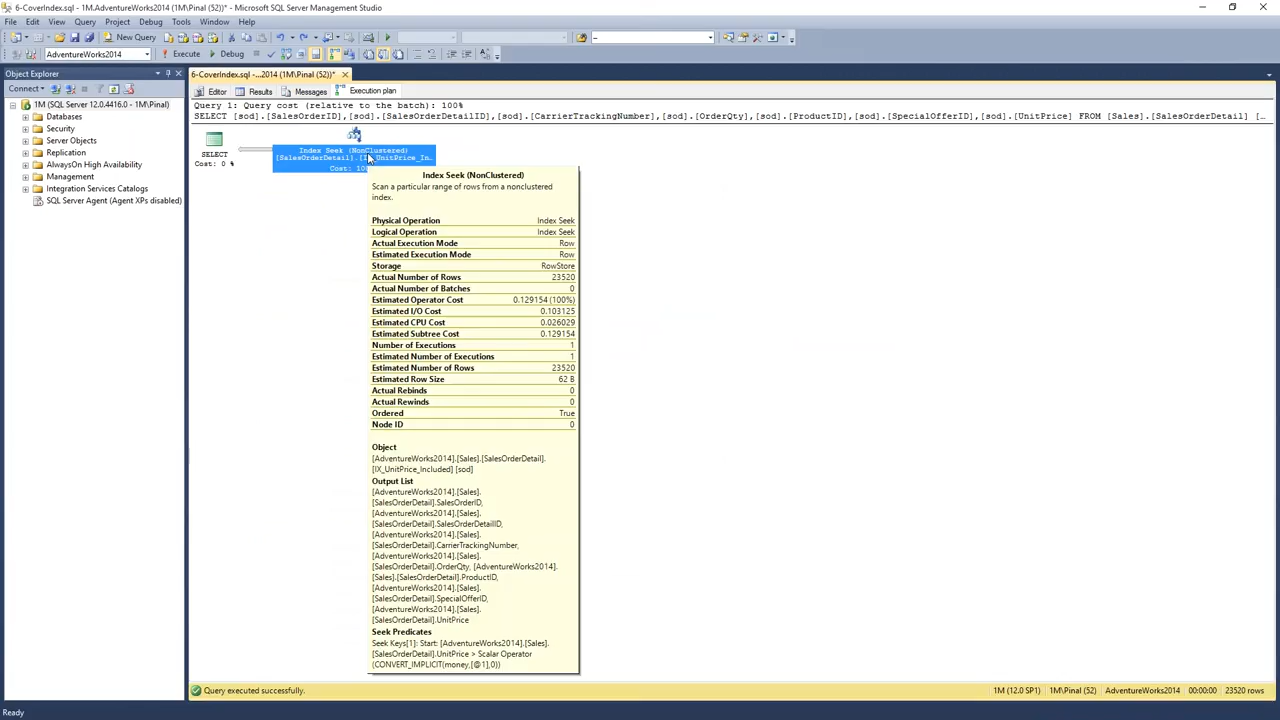 6-CoverIndex.sql - 1M.AdventureWorks2014 (1M\Pinal (52))* - Microsoft SQL Server Management Studio
File Edit View Query Project Debug Tools Window Help
New Query
AdventureWorks2014 Execute Debug
Object Explorer
Connect
1M (SQL Server 12.0.4416.0 - 1M\Pinal)
Databases
Security
Server Objects
Replication
AlwaysOn High Availability
Management
Integration Services Catalogs
SQL Server Agent (Agent XPs disabled)
6-CoverIndex.sql -...2014 (1M\Pinal (52))*
Editor Results Messages Execution plan
Query 1: Query cost (relative to the batch): 100%
SELECT [sod].[SalesOrderID],[sod].[SalesOrderDetailID],[sod].[CarrierTrackingNumber],[sod].[OrderQty],[sod].[ProductID],[sod].[SpecialOfferID],[sod].[UnitPrice] FROM [Sales].[SalesOrderDetail] [...
SELECT
Cost: 0 %
Index Seek (NonClustered)
[SalesOrderDetail].[IX_UnitPrice_In…
Cost: 10
Index Seek (NonClustered)
Scan a particular range of rows from a nonclustered
index.
Physical Operation Index Seek
Logical Operation Index Seek
Actual Execution Mode Row
Estimated Execution Mode Row
Storage RowStore
Actual Number of Rows 23520
Actual Number of Batches 0
Estimated Operator Cost 0.129154 (100%)
Estimated I/O Cost 0.103125
Estimated CPU Cost 0.026029
Estimated Subtree Cost 0.129154
Number of Executions 1
Estimated Number of Executions 1
Estimated Number of Rows 23520
Estimated Row Size 62 B
Actual Rebinds 0
Actual Rewinds 0
Ordered True
Node ID 0
Object
[AdventureWorks2014].[Sales].[SalesOrderDetail].
[IX_UnitPrice_Included] [sod]
Output List
[AdventureWorks2014].[Sales].
[SalesOrderDetail].SalesOrderID,
[AdventureWorks2014].[Sales].
[SalesOrderDetail].SalesOrderDetailID,
[AdventureWorks2014].[Sales].
[SalesOrderDetail].CarrierTrackingNumber,
[AdventureWorks2014].[Sales].
[SalesOrderDetail].OrderQty, [AdventureWorks2014].
[Sales].[SalesOrderDetail].ProductID,
[AdventureWorks2014].[Sales].
[SalesOrderDetail].SpecialOfferID,
[AdventureWorks2014].[Sales].
[SalesOrderDetail].UnitPrice
Seek Predicates
Seek Keys[1]: Start: [AdventureWorks2014].[Sales].
[SalesOrderDetail].UnitPrice > Scalar Operator
(CONVERT_IMPLICIT(money,[@1],0))
Query executed successfully. 1M (12.0 SP1) 1M\Pinal (52) AdventureWorks2014 00:00:00 23520 rows
Ready